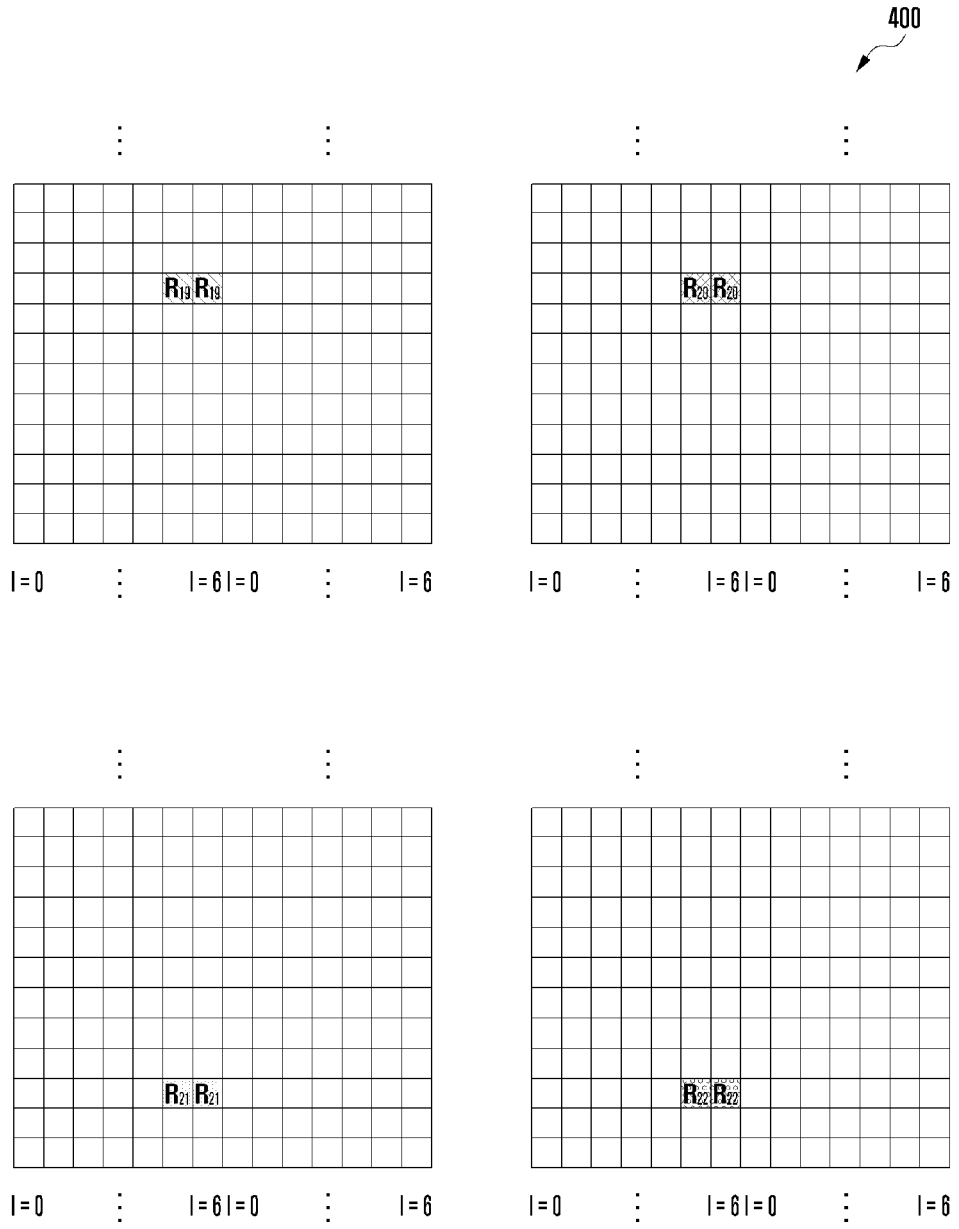 400
⋮ ⋮ ⋮ ⋮
R19 R19 R20 R20
l=0 ⋮ l=6 l=0 ⋮ l=6 l=0 ⋮ l=6 l=0 ⋮ l=6
⋮ ⋮ ⋮ ⋮
R21 R21 R22 R22
l=0 ⋮ l=6 l=0 ⋮ l=6 l=0 ⋮ l=6 l=0 ⋮ l=6